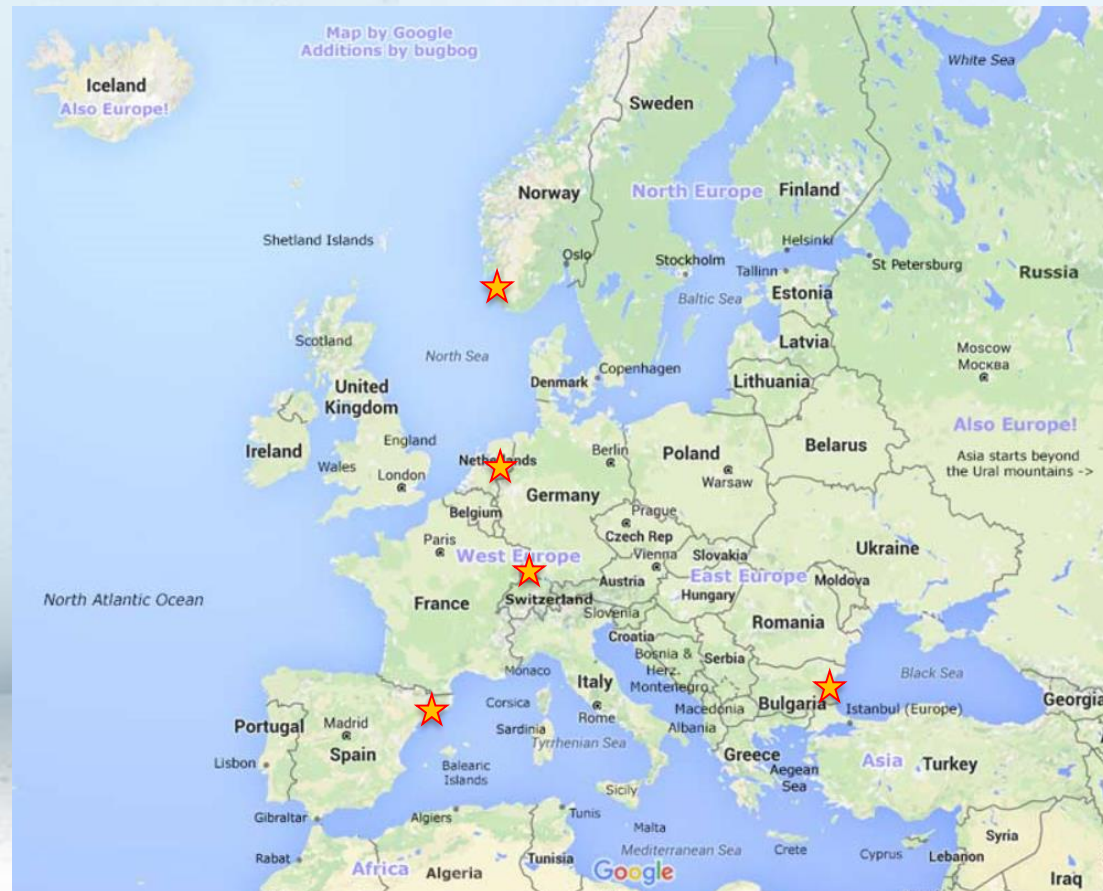 Map by Google
Additions by bugbog
White Sea
Iceland
Also Europe!
Sweden
Norway
North Europe
Finland
Shetland Islands
Helsinki
Oslo
Stockholm
St Petersburg
Tallinn
Russia
Baltic Sea
Estonia
Scotland
Latvia
Moscow
Москва
North Sea
Copenhagen
Denmark
Lithuania
United
Kingdom
Also Europe!
England
Belarus
Ireland
Berlin
Poland
Asia starts beyond
the Ural mountains ->
Netherlands
Wales
London
Warsaw
Germany
Belgium
Prague
Paris
Czech Rep
Ukraine
West Europe
Vienna
Slovakia
Austria
East Europe
Moldova
Hungary
North Atlantic Ocean
France
Switzerland
Slovenia
Romania
Croatia
Bosnia &
Herz.
Serbia
Monaco
Black Sea
Italy
Montenegro
Corsica
Bulgaria
Georgia
Portugal
Madrid
Rome
Macedonia
Istanbul (Europe)
Sardinia
Albania
Spain
Tyrrhenian Sea
Greece
Asia
Turkey
Lisbon
Balearic
Islands
Aegean
Sea
Sicily
Gibraltar
Algiers
Tunis
Malta
Syria
Rabat
Mediterranean Sea
Crete
Cyprus
Lebanon
Tunisia
Africa
Algeria
Google
Iraq